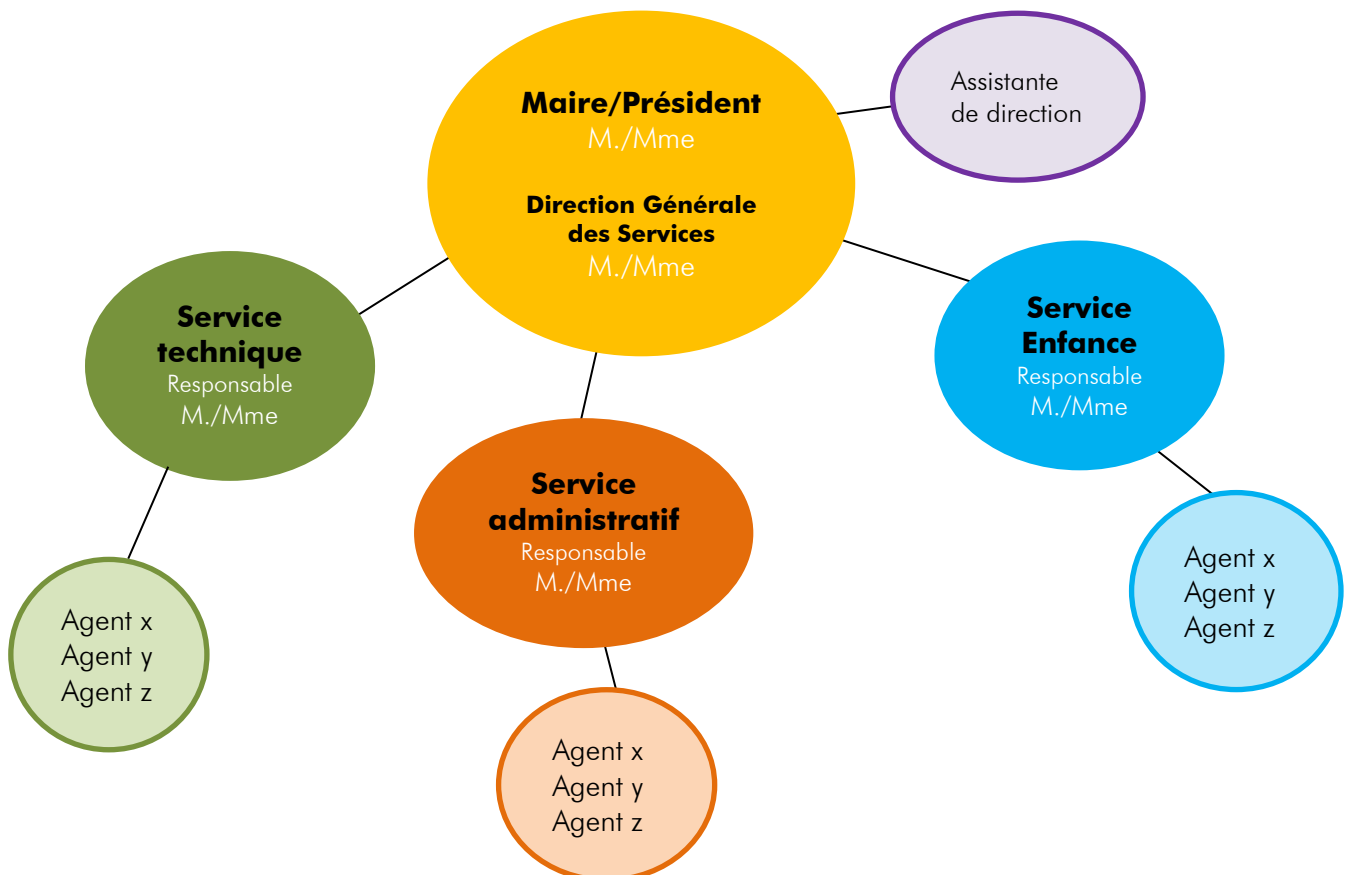 Maire/Président
M./Mme
Direction Générale
des Services
M./Mme
Assistante
de direction
Service
technique
Responsable
M./Mme
Service
Enfance
Responsable
M./Mme
Service
administratif
Responsable
M./Mme
Agent x
Agent y
Agent z
Agent x
Agent y
Agent z
Agent x
Agent y
Agent z